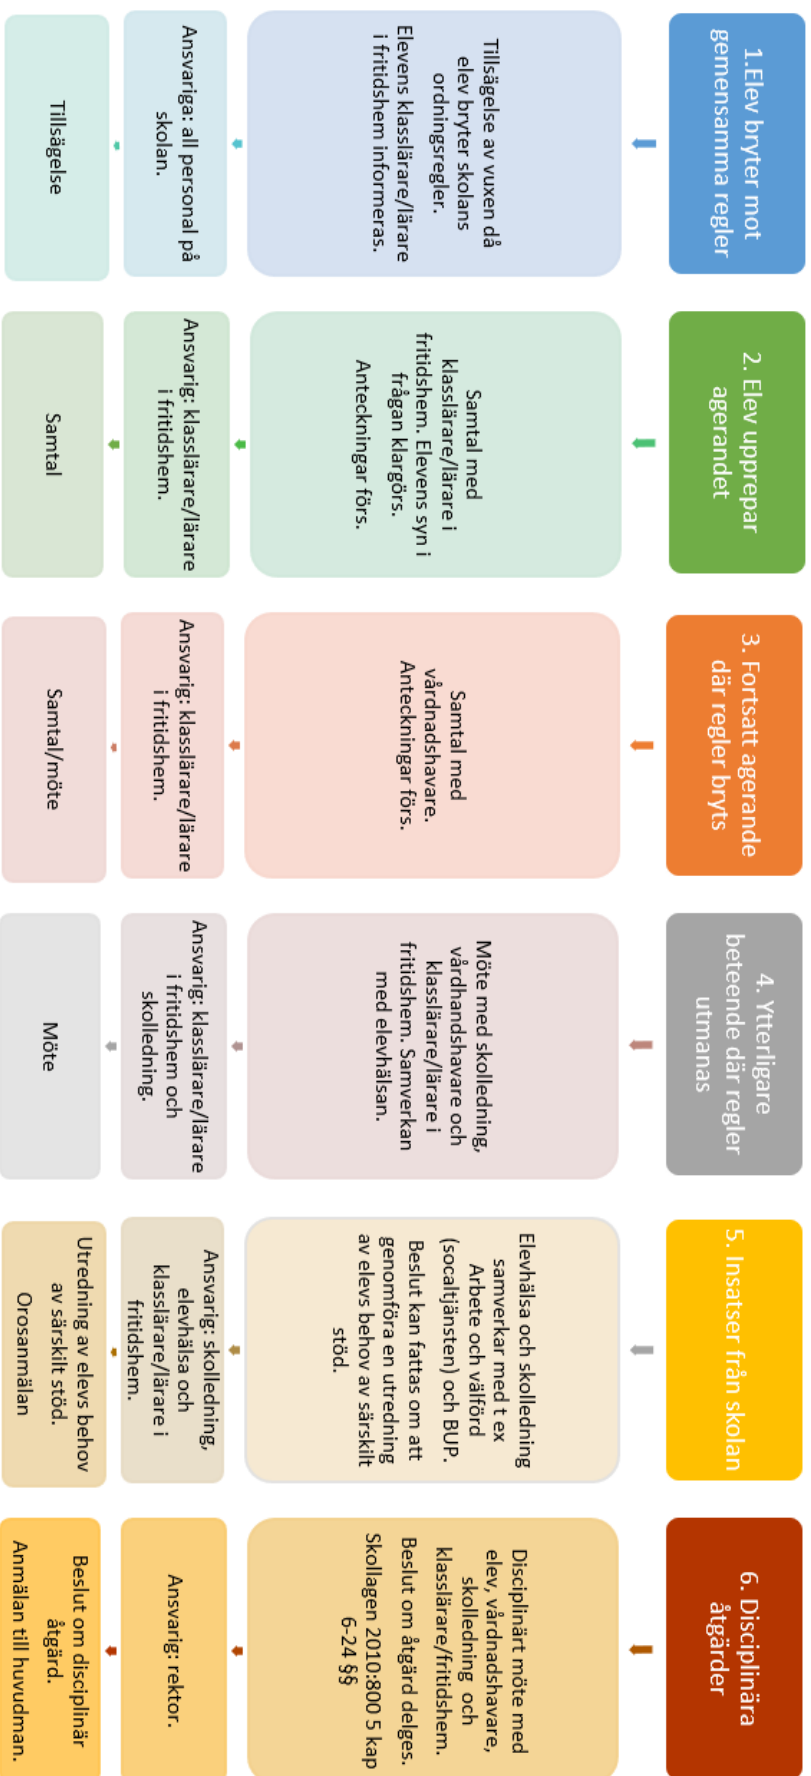 1.Elev bryter mot
gemensamma regler
Tillsägelse av vuxen då
elev bryter skolans
ordningsregler.
Elevens klasslärare/lärare
i fritidshem informeras.
Ansvariga: all personal på
skolan.
Tillsägelse
2. Elev upprepar
agerandet
Samtal med
klasslärare/lärare i
fritidshem. Elevens syn i
frågan klargörs.
Anteckningar förs.
Ansvarig: klasslärare/lärare
i fritidshem.
Samtal
3. Fortsatt agerande
där regler bryts
Samtal med
vårdnadshavare.
Anteckningar förs.
Ansvarig: klasslärare/lärare
i fritidshem.
Samtal/möte
4. Ytterligare
beteende där regler
utmanas
Möte med skolledning,
vårdhandshavare och
klasslärare/lärare i
fritidshem. Samverkan
med elevhälsan.
Ansvarig: klasslärare/lärare
i fritidshem och
skolledning.
Möte
5. Insatser från skolan
Elevhälsa och skolledning
samverkar med t ex
Arbete och välförd
(socaltjänsten) och BUP.
Beslut kan fattas om att
genomföra en utredning
av elevs behov av särskilt
stöd.
Ansvarig: skolledning,
elevhälsa och
klasslärare/lärare i
fritidshem.
Utredning av elevs behov
av särskilt stöd.
Orosanmälan
6. Disciplinära
åtgärder
Disciplinärt möte med
elev, vårdnadshavare,
skolledning och
klasslärare/fritidshem.
Beslut om åtgärd delges.
Skollagen 2010:800 5 kap
6-24 §§
Ansvarig: rektor.
Beslut om disciplinär
åtgärd.
Anmälan till huvudman.